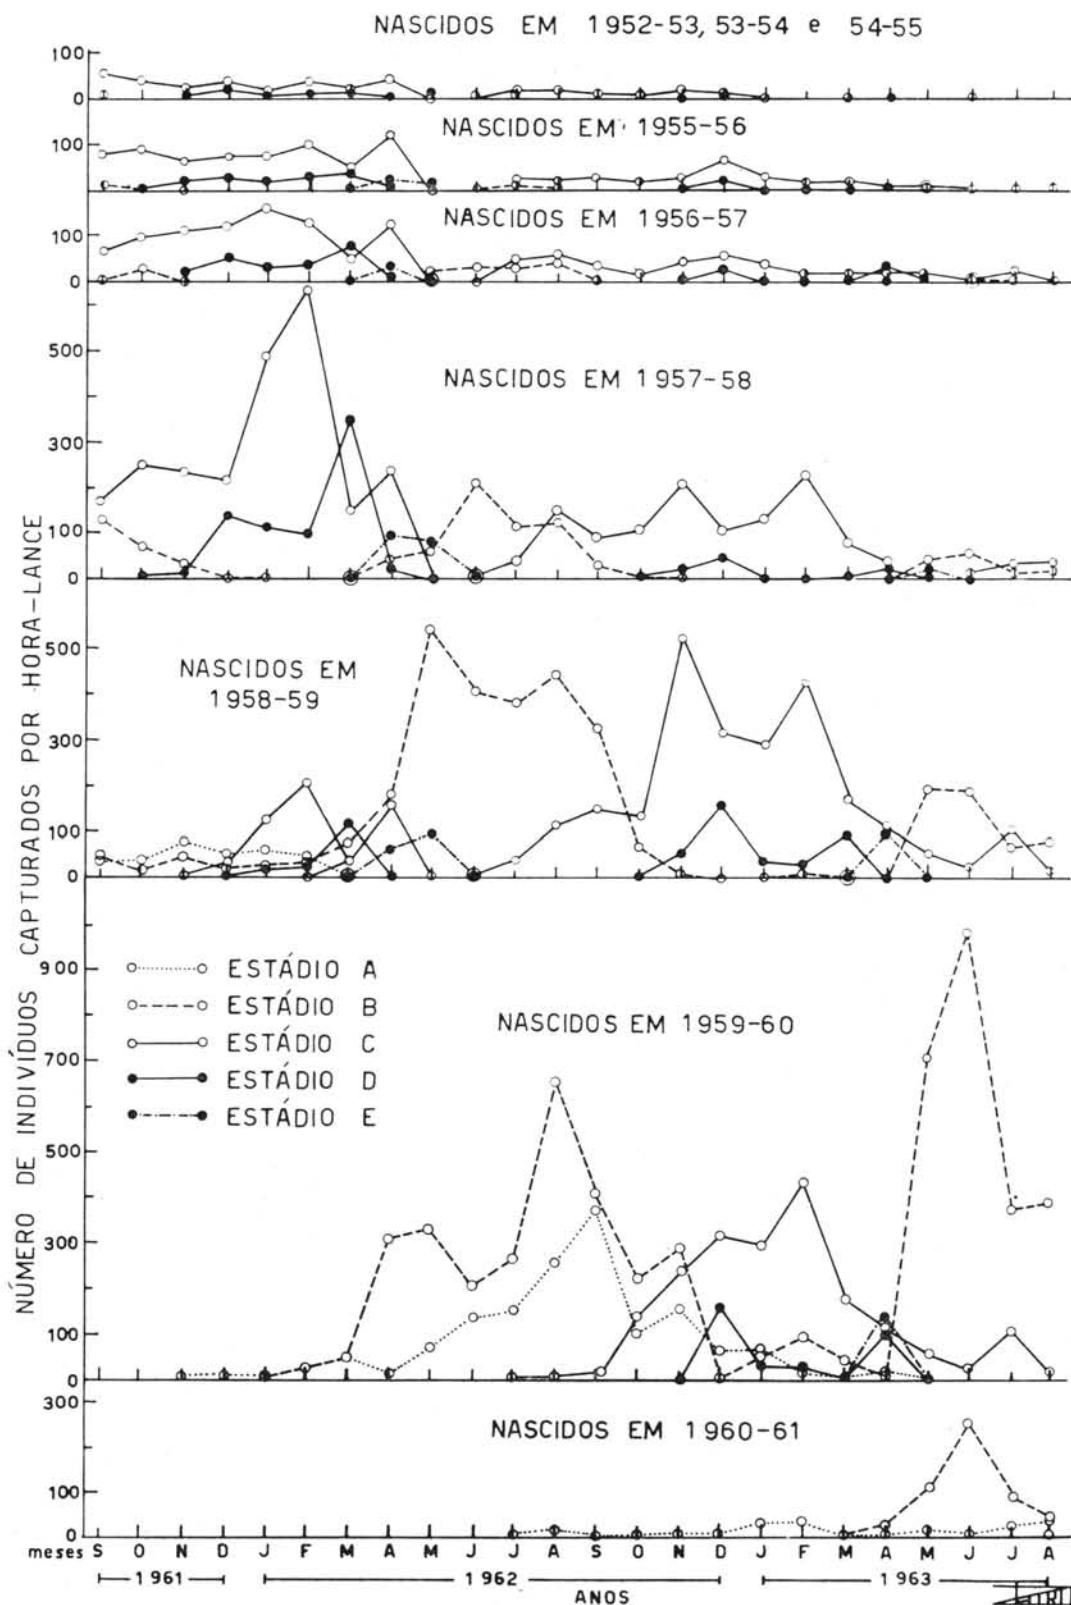 NASCIDOS EM 1952-53, 53-54 e 54-55
100
0
NASCIDOS EM 1955-56
100
NASCIDOS EM 1956-57
100
0
NASCIDOS EM 1957-58
500
300
100
0
NASCIDOS EM
1958-59
500
300
100
0
NASCIDOS EM 1959-60
900
700
500
300
100
0
ESTÁDIO A
ESTÁDIO B
ESTÁDIO C
ESTÁDIO D
ESTÁDIO E
NASCIDOS EM 1960-61
300
100
0
NÚMERO DE INDIVÍDUOS CAPTURADOS POR HORA-LANCE
meses S O N D J F M A M J J A S O N D J F M A M J J A
1961 1962 1963
ANOS